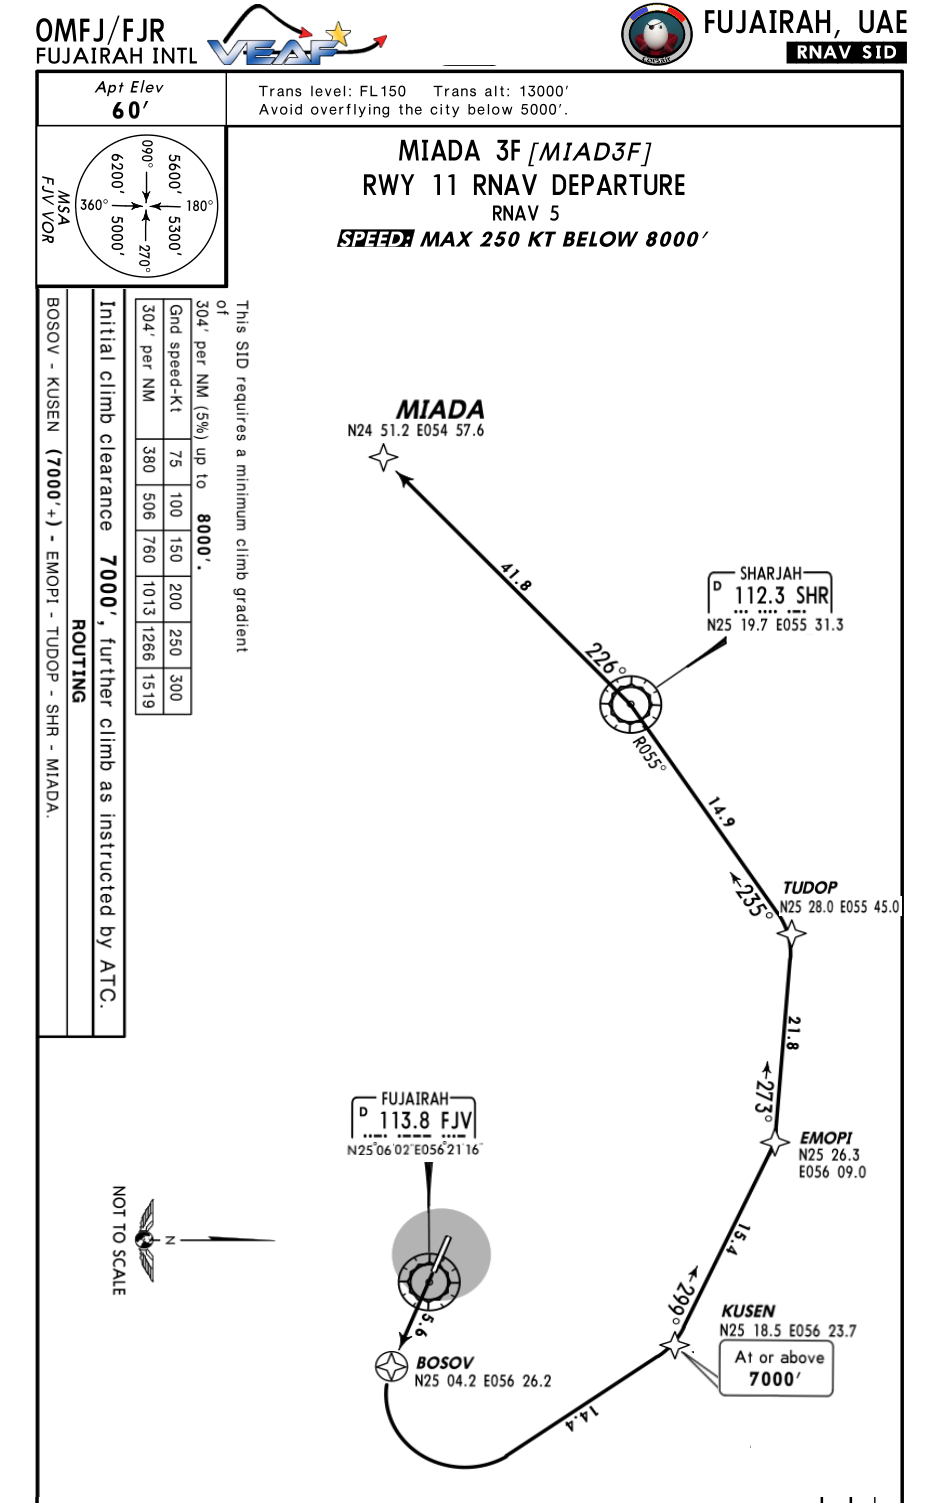 OMFJ/FJR
FUJAIRAH INTL
VEAF
CORSAIR
FUJAIRAH, UAE
RNAV SID
Apt Elev
60'
Trans level: FL150 Trans alt: 13000'
Avoid overflying the city below 5000'.
MIADA 3F [MIAD3F]
RWY 11 RNAV DEPARTURE
RNAV 5
SPEED: MAX 250 KT BELOW 8000'
MSA
FJV VOR
090°
180°
270°
360°
5600'
5300'
5000'
6200'
This SID requires a minimum climb gradient
of
304' per NM (5%) up to 8000'.
Gnd speed-Kt 75 100 150 200 250 300
304' per NM 380 506 760 1013 1266 1519
Initial climb clearance 7000', further climb as instructed by ATC.
ROUTING
BOSOV - KUSEN (7000'+) - EMOPI - TUDOP - SHR - MIADA.
MIADA
N24 51.2 E054 57.6
41.8
226°
SHARJAH
D 112.3 SHR
N25 19.7 E055 31.3
R055°
14.9
235°
TUDOP
N25 28.0 E055 45.0
21.8
273°
EMOPI
N25 26.3
E056 09.0
15.4
299°
KUSEN
N25 18.5 E056 23.7
At or above
7000'
14.4
FUJAIRAH
D 113.8 FJV
N25°06'02"E056°21'16"
5.6
BOSOV
N25 04.2 E056 26.2
N
NOT TO SCALE